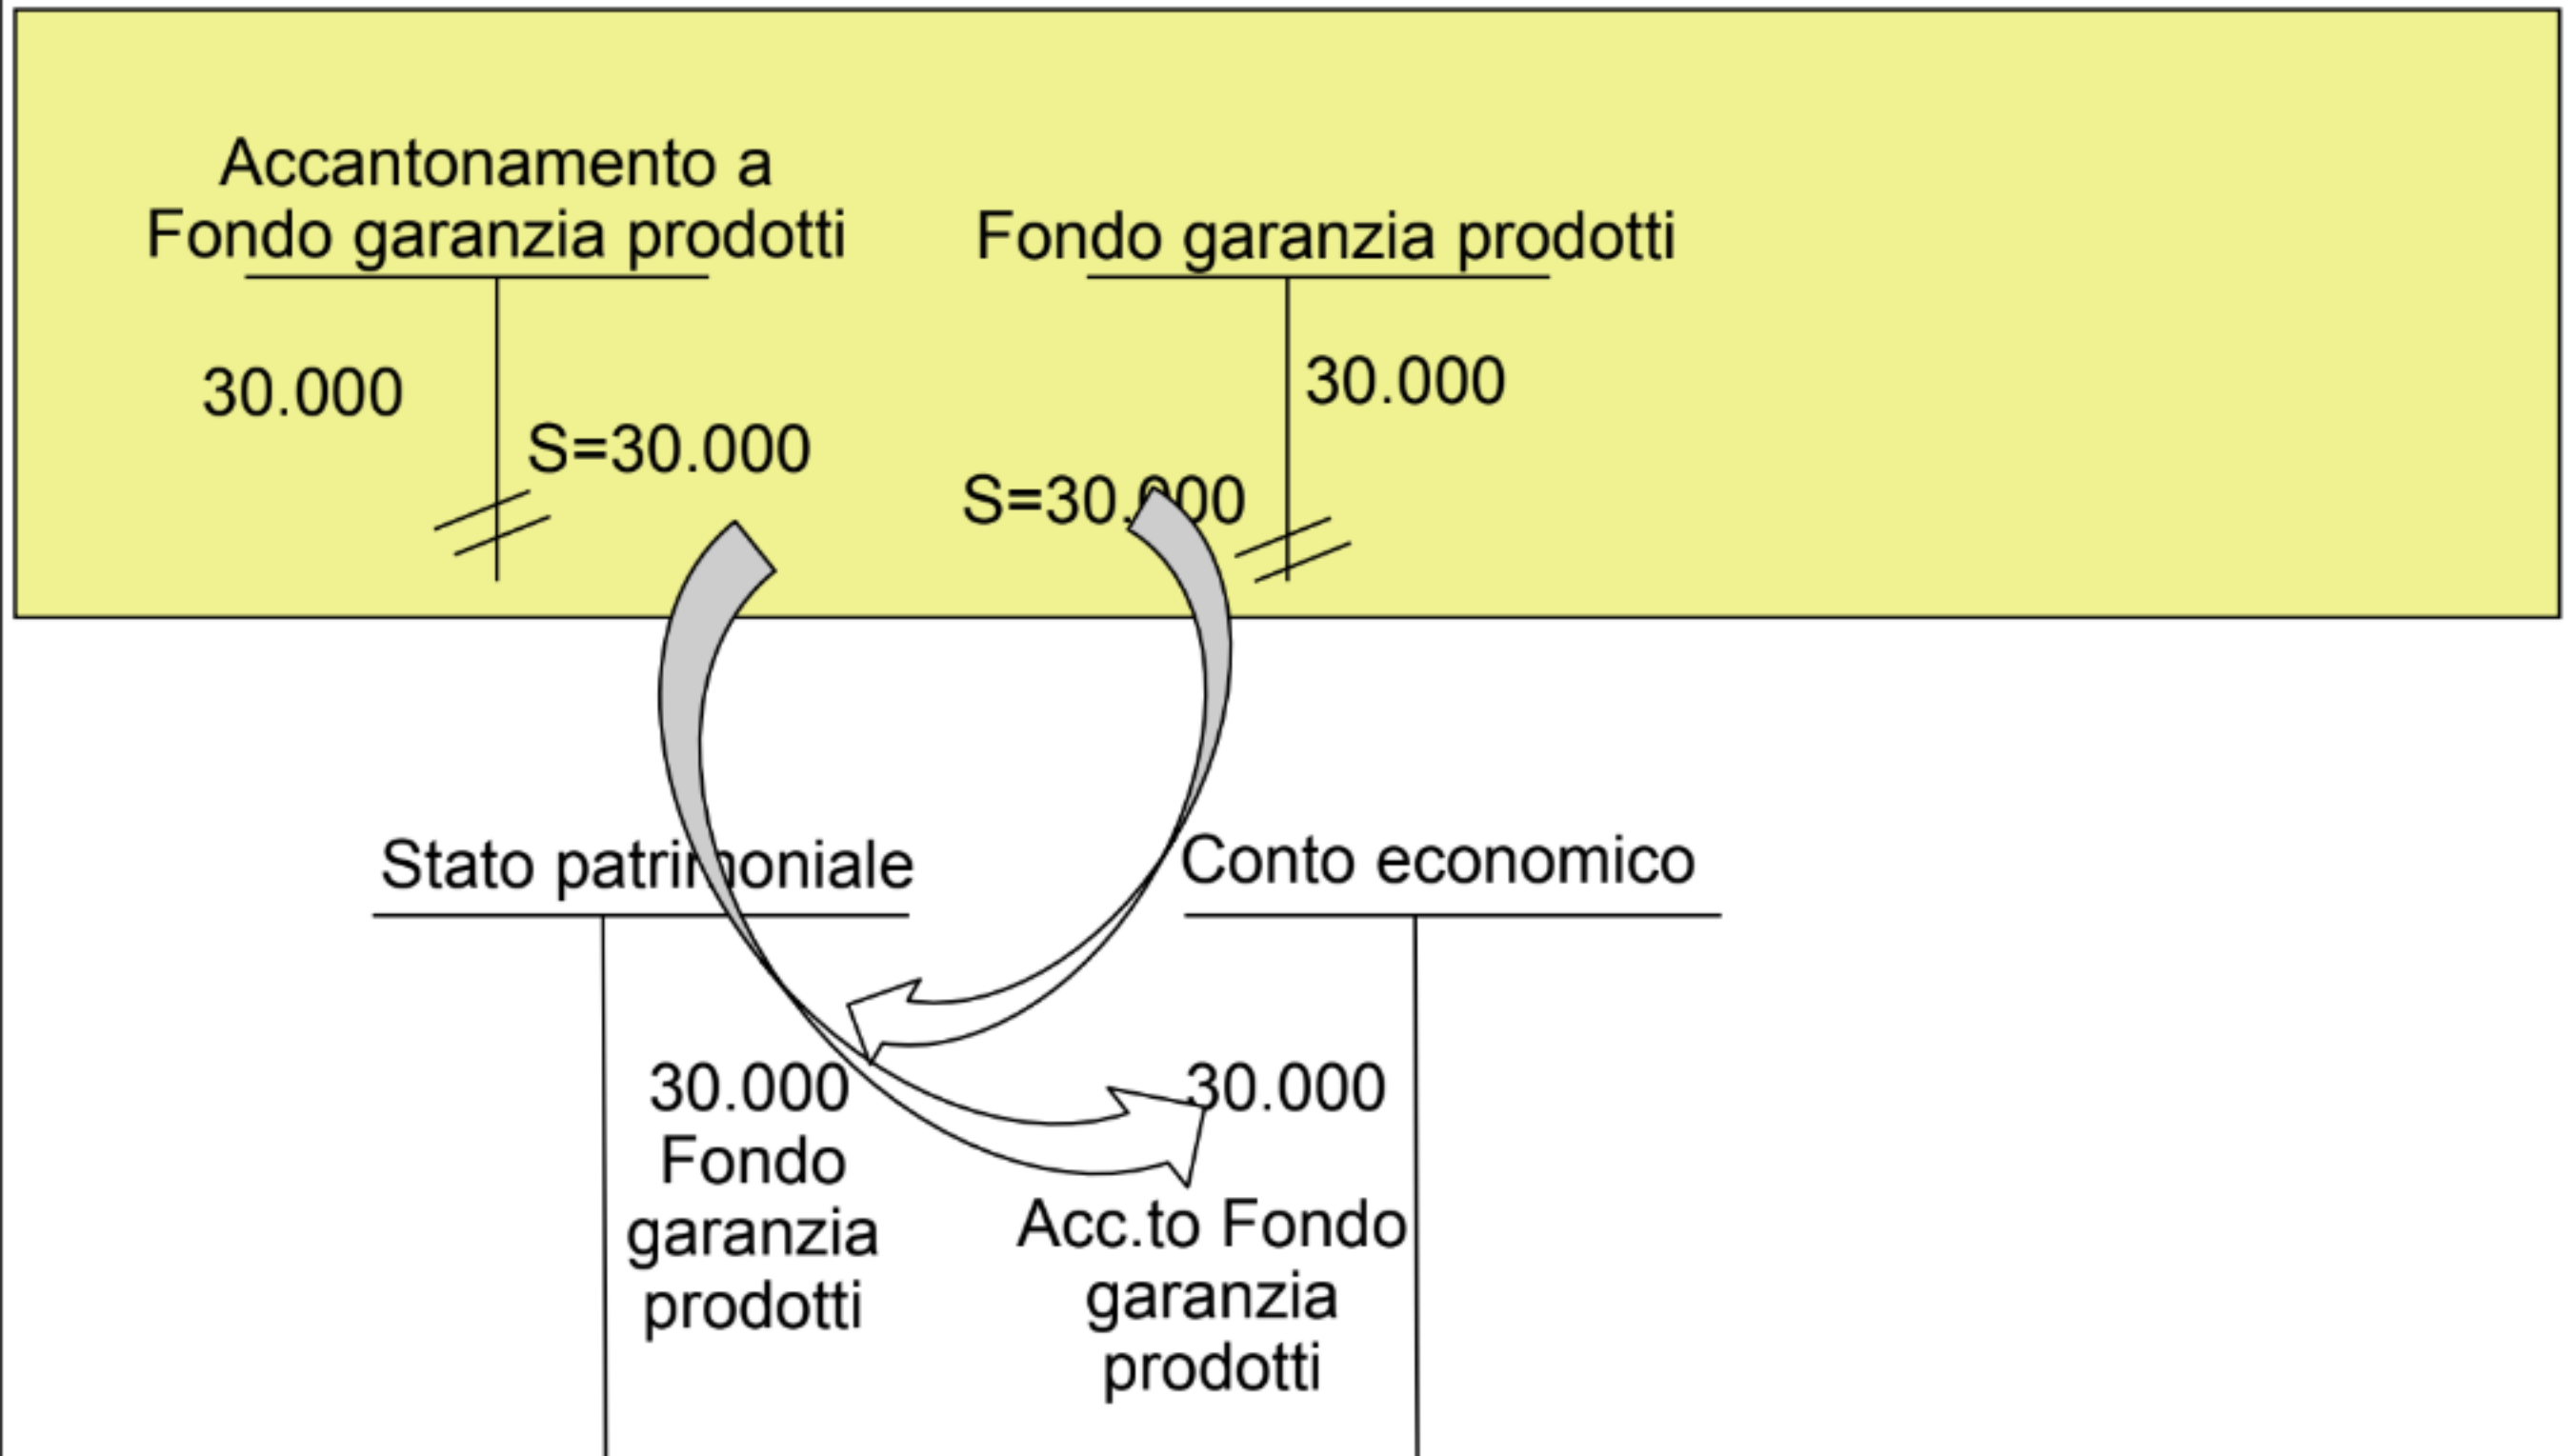 Accantonamento a
Fondo garanzia prodotti
Fondo garanzia prodotti
30.000
S=30.000
30.000
S=30.000
Stato patrimoniale
Conto economico
30.000
Fondo
garanzia
prodotti
30.000
Acc.to Fondo
garanzia
prodotti